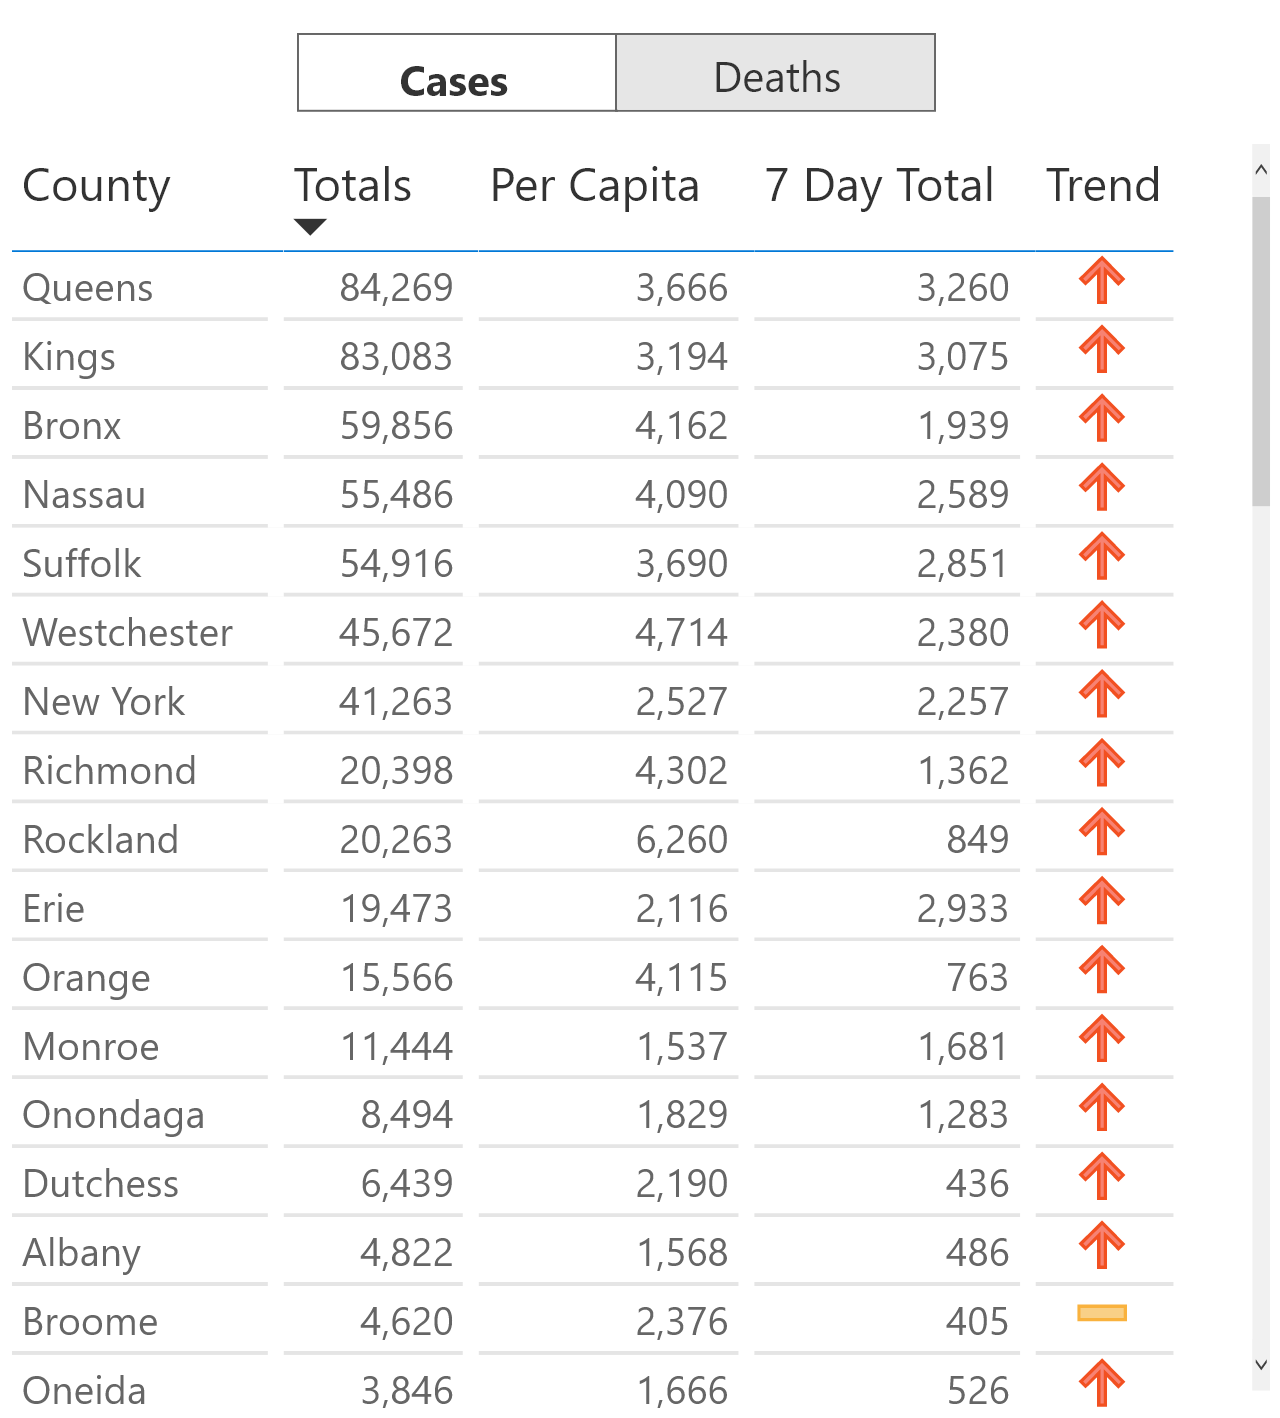 Cases Deaths
County Totals Per Capita 7 Day Total Trend
Queens 84,269 3,666 3,260
Kings 83,083 3,194 3,075
Bronx 59,856 4,162 1,939
Nassau 55,486 4,090 2,589
Suffolk 54,916 3,690 2,851
Westchester 45,672 4,714 2,380
New York 41,263 2,527 2,257
Richmond 20,398 4,302 1,362
Rockland 20,263 6,260 849
Erie 19,473 2,116 2,933
Orange 15,566 4,115 763
Monroe 11,444 1,537 1,681
Onondaga 8,494 1,829 1,283
Dutchess 6,439 2,190 436
Albany 4,822 1,568 486
Broome 4,620 2,376 405
Oneida 3,846 1,666 526